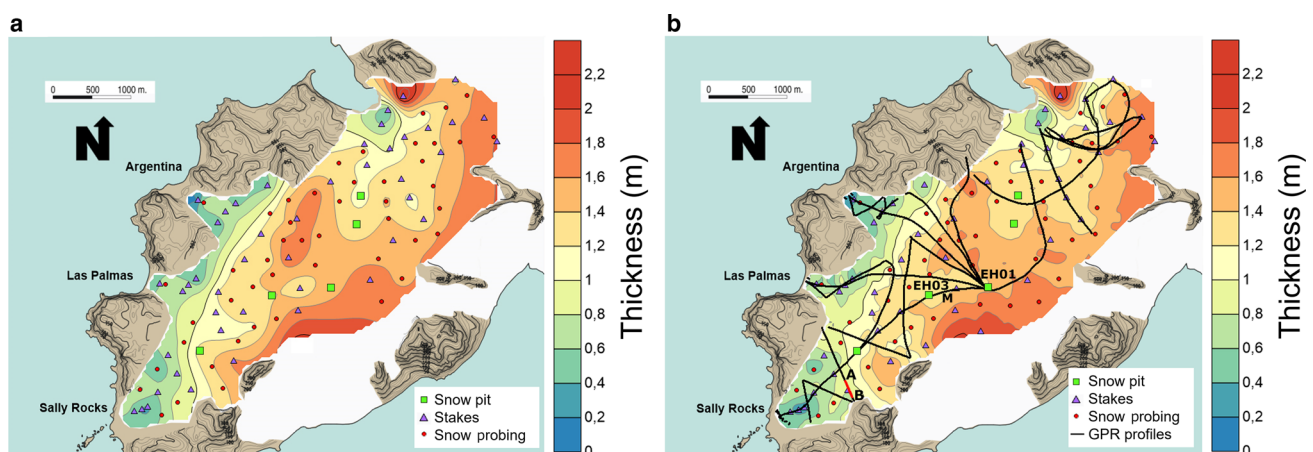 a
0 500 1000 m.
N
Argentina
Las Palmas
Sally Rocks
Snow pit
Stakes
Snow probing
2,2
2
1,8
1,6
1,4
1,2
1
0,8
0,6
0,4
0,2
0
Thickness (m)
b
0 500 1000 m.
N
Argentina
Las Palmas
Sally Rocks
EH01
EH03
M
A
B
Snow pit
Stakes
Snow probing
GPR profiles
2,2
2
1,8
1,6
1,4
1,2
1
0,8
0,6
0,4
0,2
0
Thickness (m)